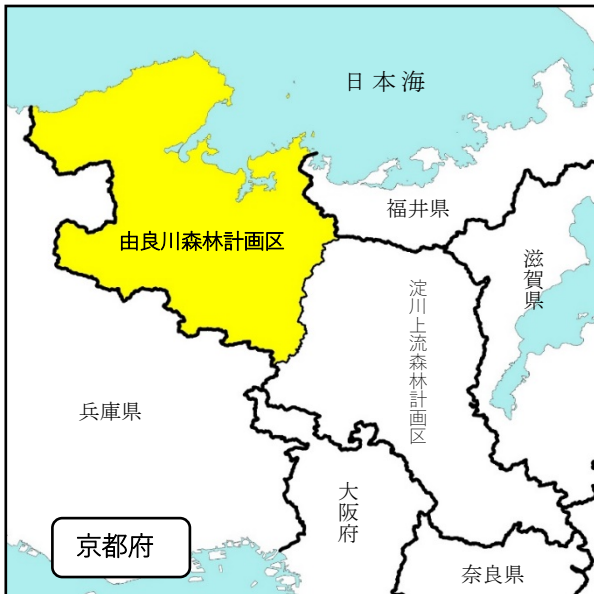 日本海
福井県
由良川森林計画区
滋賀県
淀川上流森林計画区
兵庫県
大阪府
京都府
奈良県